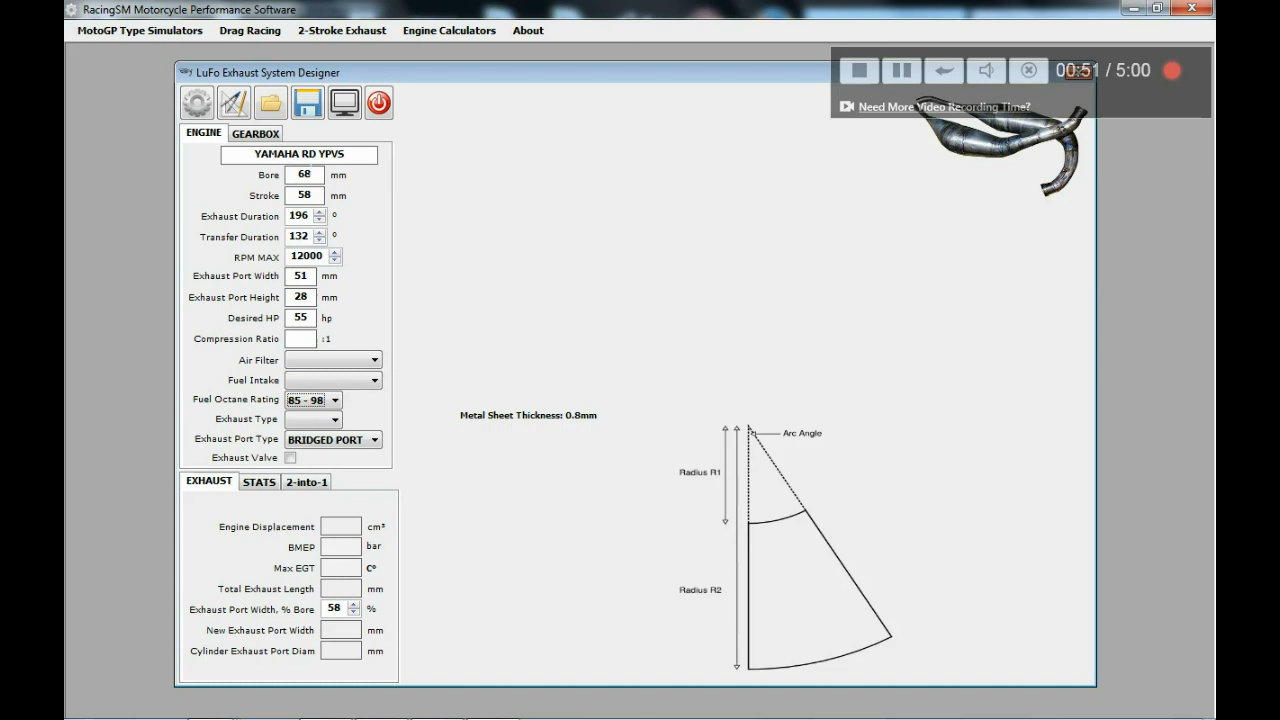 RacingSM Motorcycle Performance Software
MotoGP Type Simulators Drag Racing 2-Stroke Exhaust Engine Calculators About
LuFo Exhaust System Designer
00:51 / 5:00
Need More Video Recording Time?
ENGINE GEARBOX
YAMAHA RD YPVS
Bore 68 mm
Stroke 58 mm
Exhaust Duration 196 º
Transfer Duration 132 º
RPM MAX 12000
Exhaust Port Width 51 mm
Exhaust Port Height 28 mm
Desired HP 55 hp
Compression Ratio :1
Air Filter
Fuel Intake
Fuel Octane Rating 85 - 98
Exhaust Type
Exhaust Port Type BRIDGED PORT
Exhaust Valve
EXHAUST STATS 2-into-1
Engine Displacement cm³
BMEP bar
Max EGT Cº
Total Exhaust Length mm
Exhaust Port Width, % Bore 58 %
New Exhaust Port Width mm
Cylinder Exhaust Port Diam mm
Metal Sheet Thickness: 0.8mm
Arc Angle
Radius R1
Radius R2